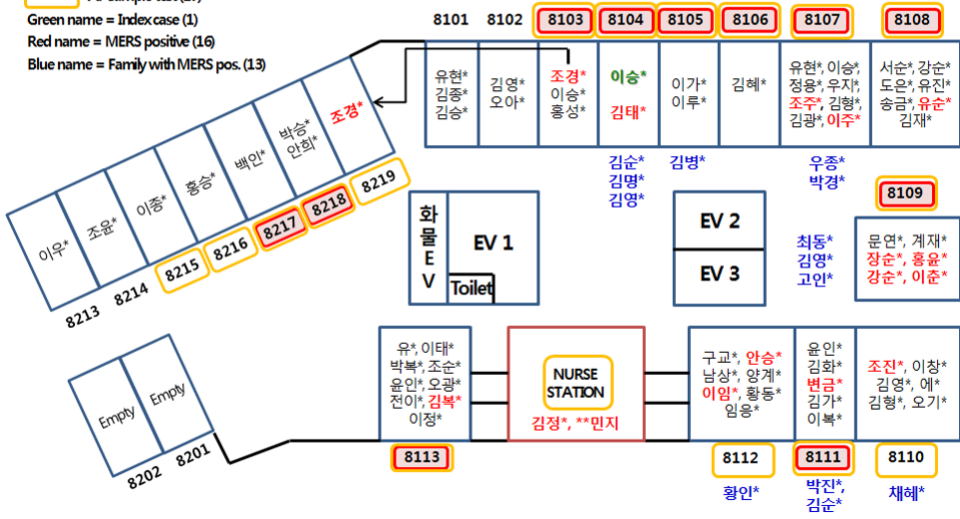 Green name = Index case (1)
Red name = MERS positive (16)
Blue name = Family with MERS pos. (13)
8101 8102 8103 8104 8105 8106 8107 8108
유현*
김종*
김승*
김영*
오아*
조경*
이승*
홍성*
이승*
김태*
이가*
이루*
김혜*
유현*, 이승*,
정용*, 우지*,
조주*, 김형*,
김광*, 이주*
서순*, 강순*
도은*, 유진*
송금*, 유순*
김재*
김순*
김명*
김영*
김병*
우종*
박경*
조경*
박승*
안희*
백인*
홍승*
이종*
조윤*
이우*
8219
8218
8217
8216
8215
8214
8213
화물EV
EV 1
Toilet
EV 2
EV 3
최동*
김영*
고인*
8109
문연*, 계재*
장순*, 홍윤*
강순*, 이춘*
Empty
Empty
8202
8201
유*, 이태*
박복*, 조순*
윤인*, 오광*
전이*, 김복*
이정*
8113
NURSE
STATION
김정*, **민지
구교*, 안승*
남상*, 양계*
이임*, 황동*
임응*
8112
황인*
윤인*
김화*
변금*
김가*
이복*
8111
박진*,
김순*
조진*, 이창*
김영*, 에*
김형*, 오기*
8110
채혜*